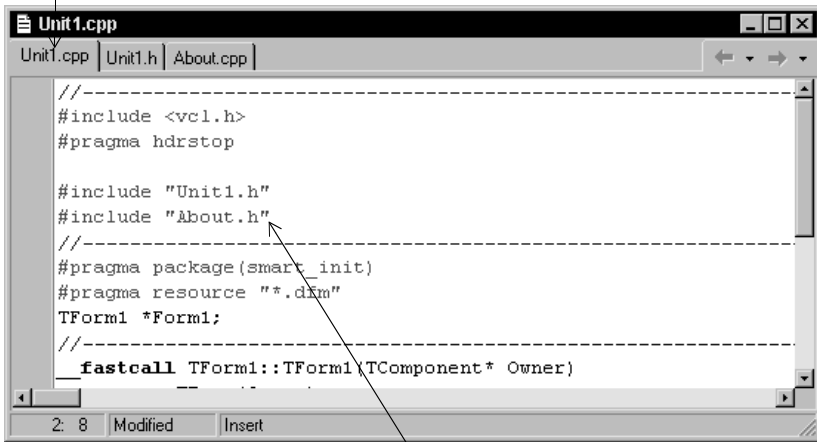 Unit1.cpp
Unit1.cpp Unit1.h About.cpp
//---------------------------------------------------------------------
#include <vcl.h>
#pragma hdrstop
#include "Unit1.h"
#include "About.h"
//---------------------------------------------------------------------
#pragma package(smart_init)
#pragma resource "*.dfm"
TForm1 *Form1;
//---------------------------------------------------------------------
__fastcall TForm1::TForm1(TComponent* Owner)
2: 8 Modified Insert